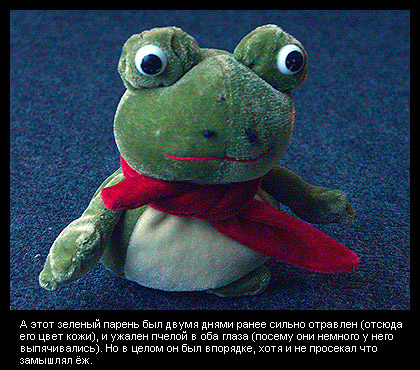 А этот зеленый парень был двумя днями ранее сильно отравлен (отсюда
его цвет кожи), и ужален пчелой в оба глаза (посему они немного у него
выпячивались). Но в целом он был впорядке, хотя и не просекал что
замышлял ёж.